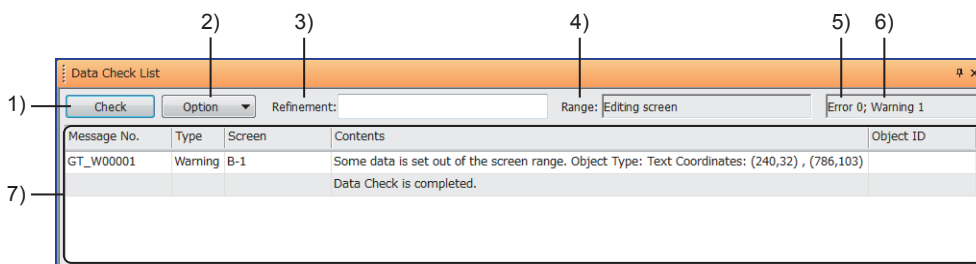 2) 3) 4) 5) 6)
Data Check List
1) Check Option Refinement: Range: Editing screen Error 0; Warning 1
Message No. Type Screen Contents Object ID
GT_W00001 Warning B-1 Some data is set out of the screen range. Object Type: Text Coordinates: (240,32) , (786,103)
7) Data Check is completed.